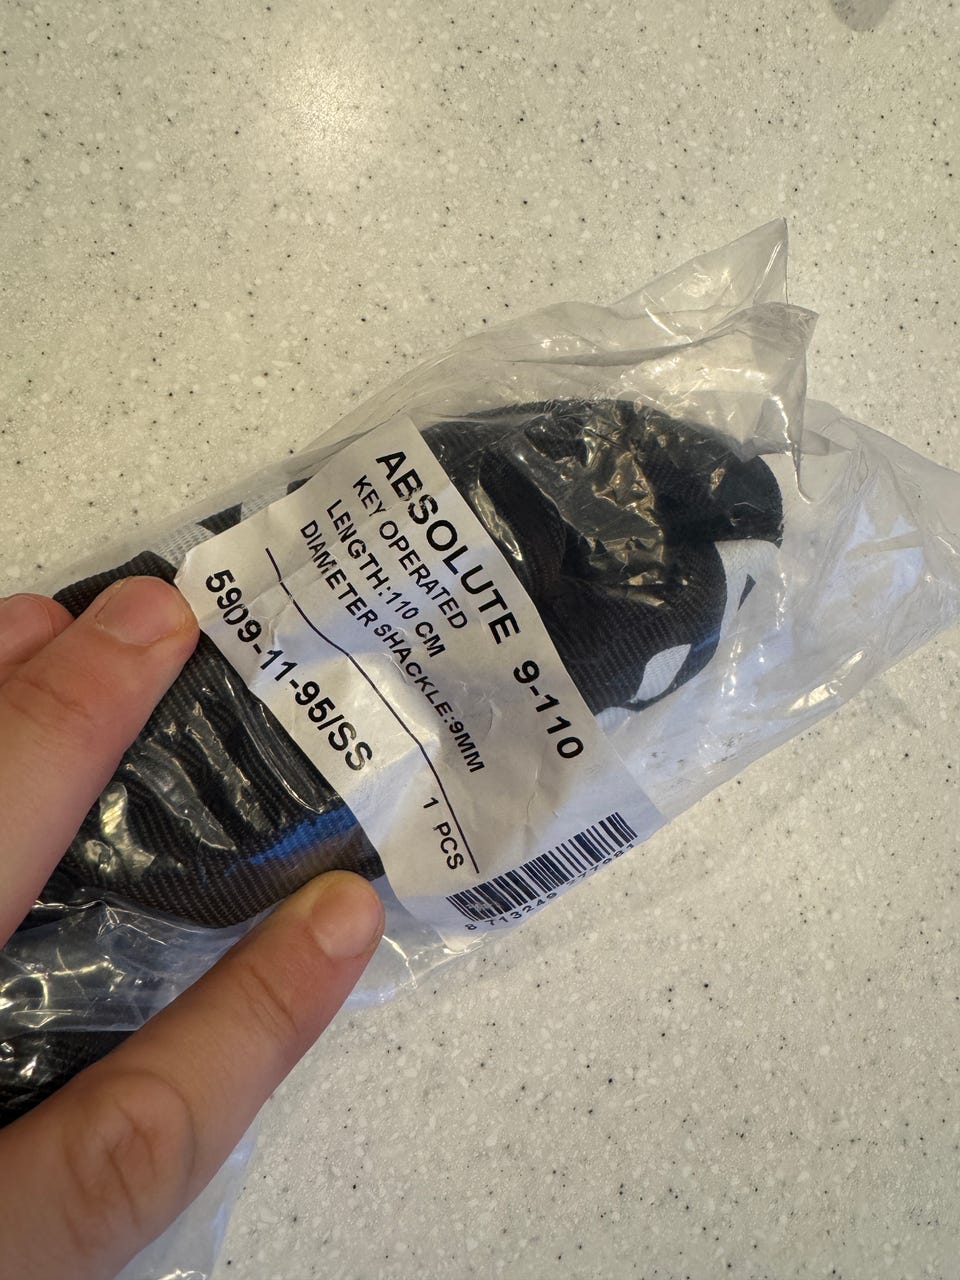 ABSOLUTE 9-110
KEY OPERATED
LENGTH:110 CM
DIAMETER SHACKLE:9MM
5909-11-95/SS
1 PCS